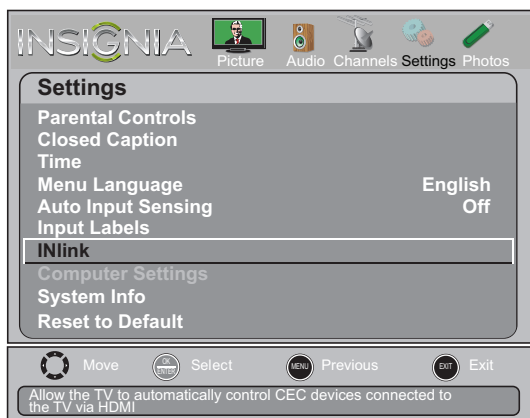 INSIGNIA
Picture Audio Channels Settings Photos
Settings
Parental Controls
Closed Caption
Time
Menu Language English
Auto Input Sensing Off
Input Labels
INlink
Computer Settings
System Info
Reset to Default
Move OK ENTER Select MENU Previous EXIT Exit
Allow the TV to automatically control CEC devices connected to
the TV via HDMI